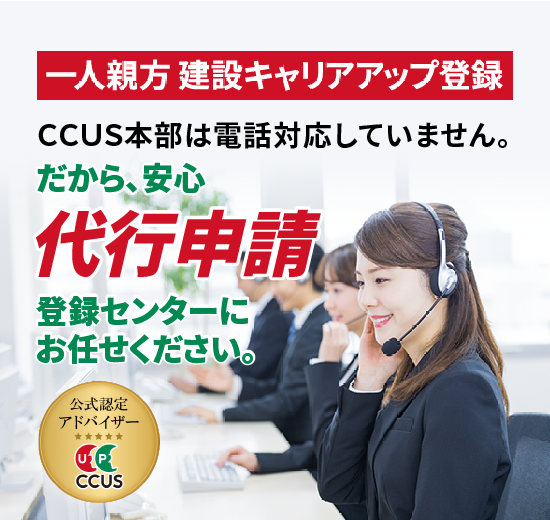 一人親方 建設キャリアアップ登録
CCUS本部は電話対応していません。
だから、安心
代行申請
登録センターに
お任せください。
公式認定
アドバイザー
★★★★★
UP
CCUS